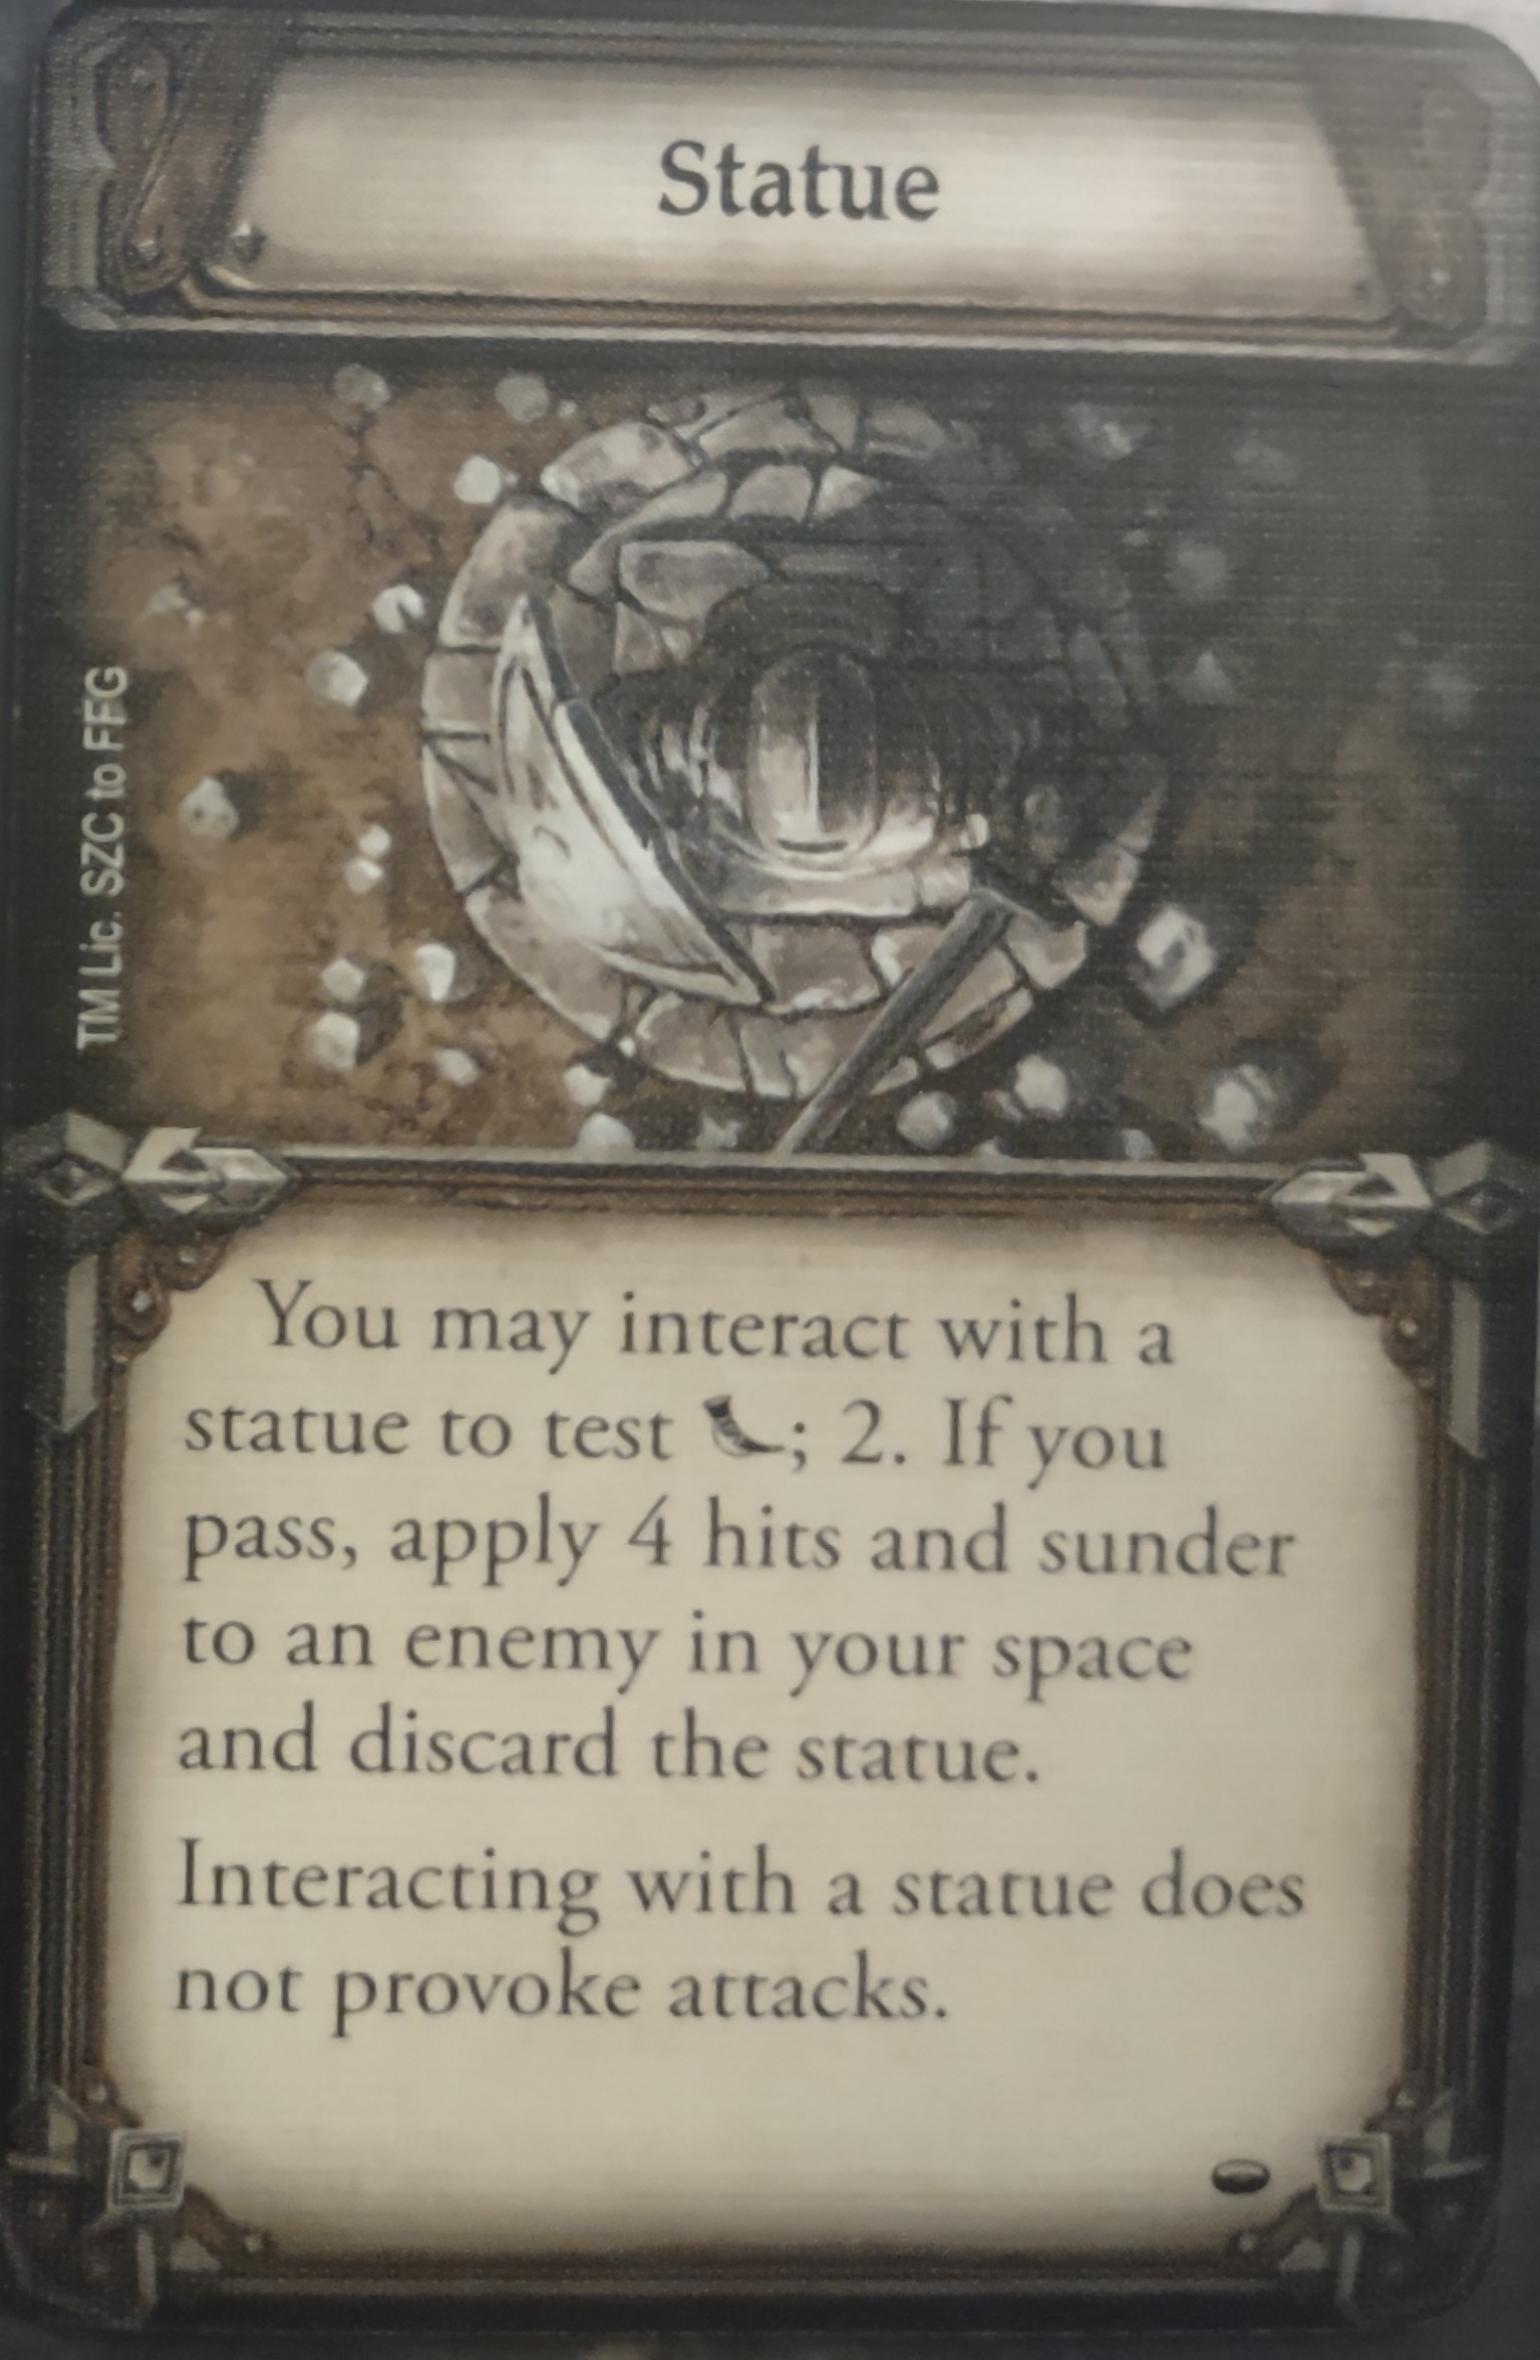 Statue
TM Lic. SZC to FFG
You may interact with a
statue to test ; 2. If you
pass, apply 4 hits and sunder
to an enemy in your space
and discard the statue.
Interacting with a statue does
not provoke attacks.